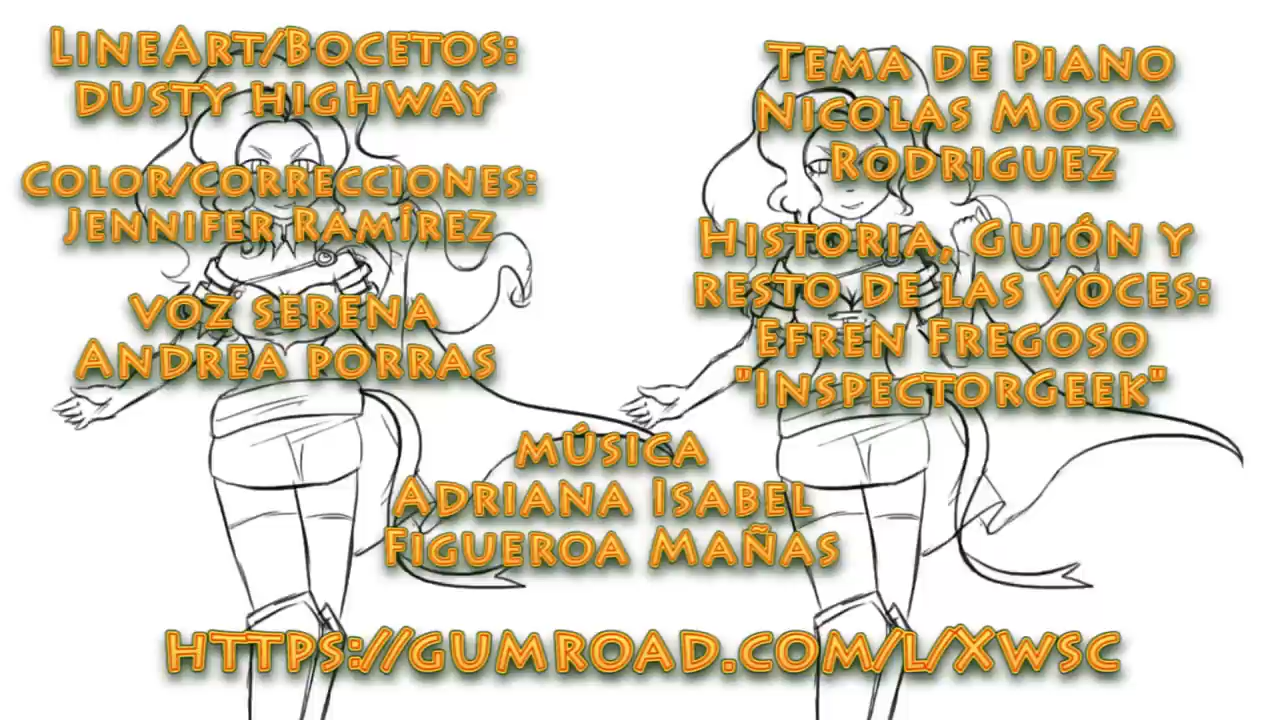 LineArt/Bocetos:
Dusty Highway
Color/Correcciones:
Jennifer Ramírez
voz Serena
Andrea Porras
Tema de Piano
Nicolas Mosca
Rodriguez
Historia, Guión y
resto de las voces:
Efren Fregoso
"InspectorGeek"
Música
Adriana Isabel
Figueroa Mañas
https://gumroad.com/l/Xwsc